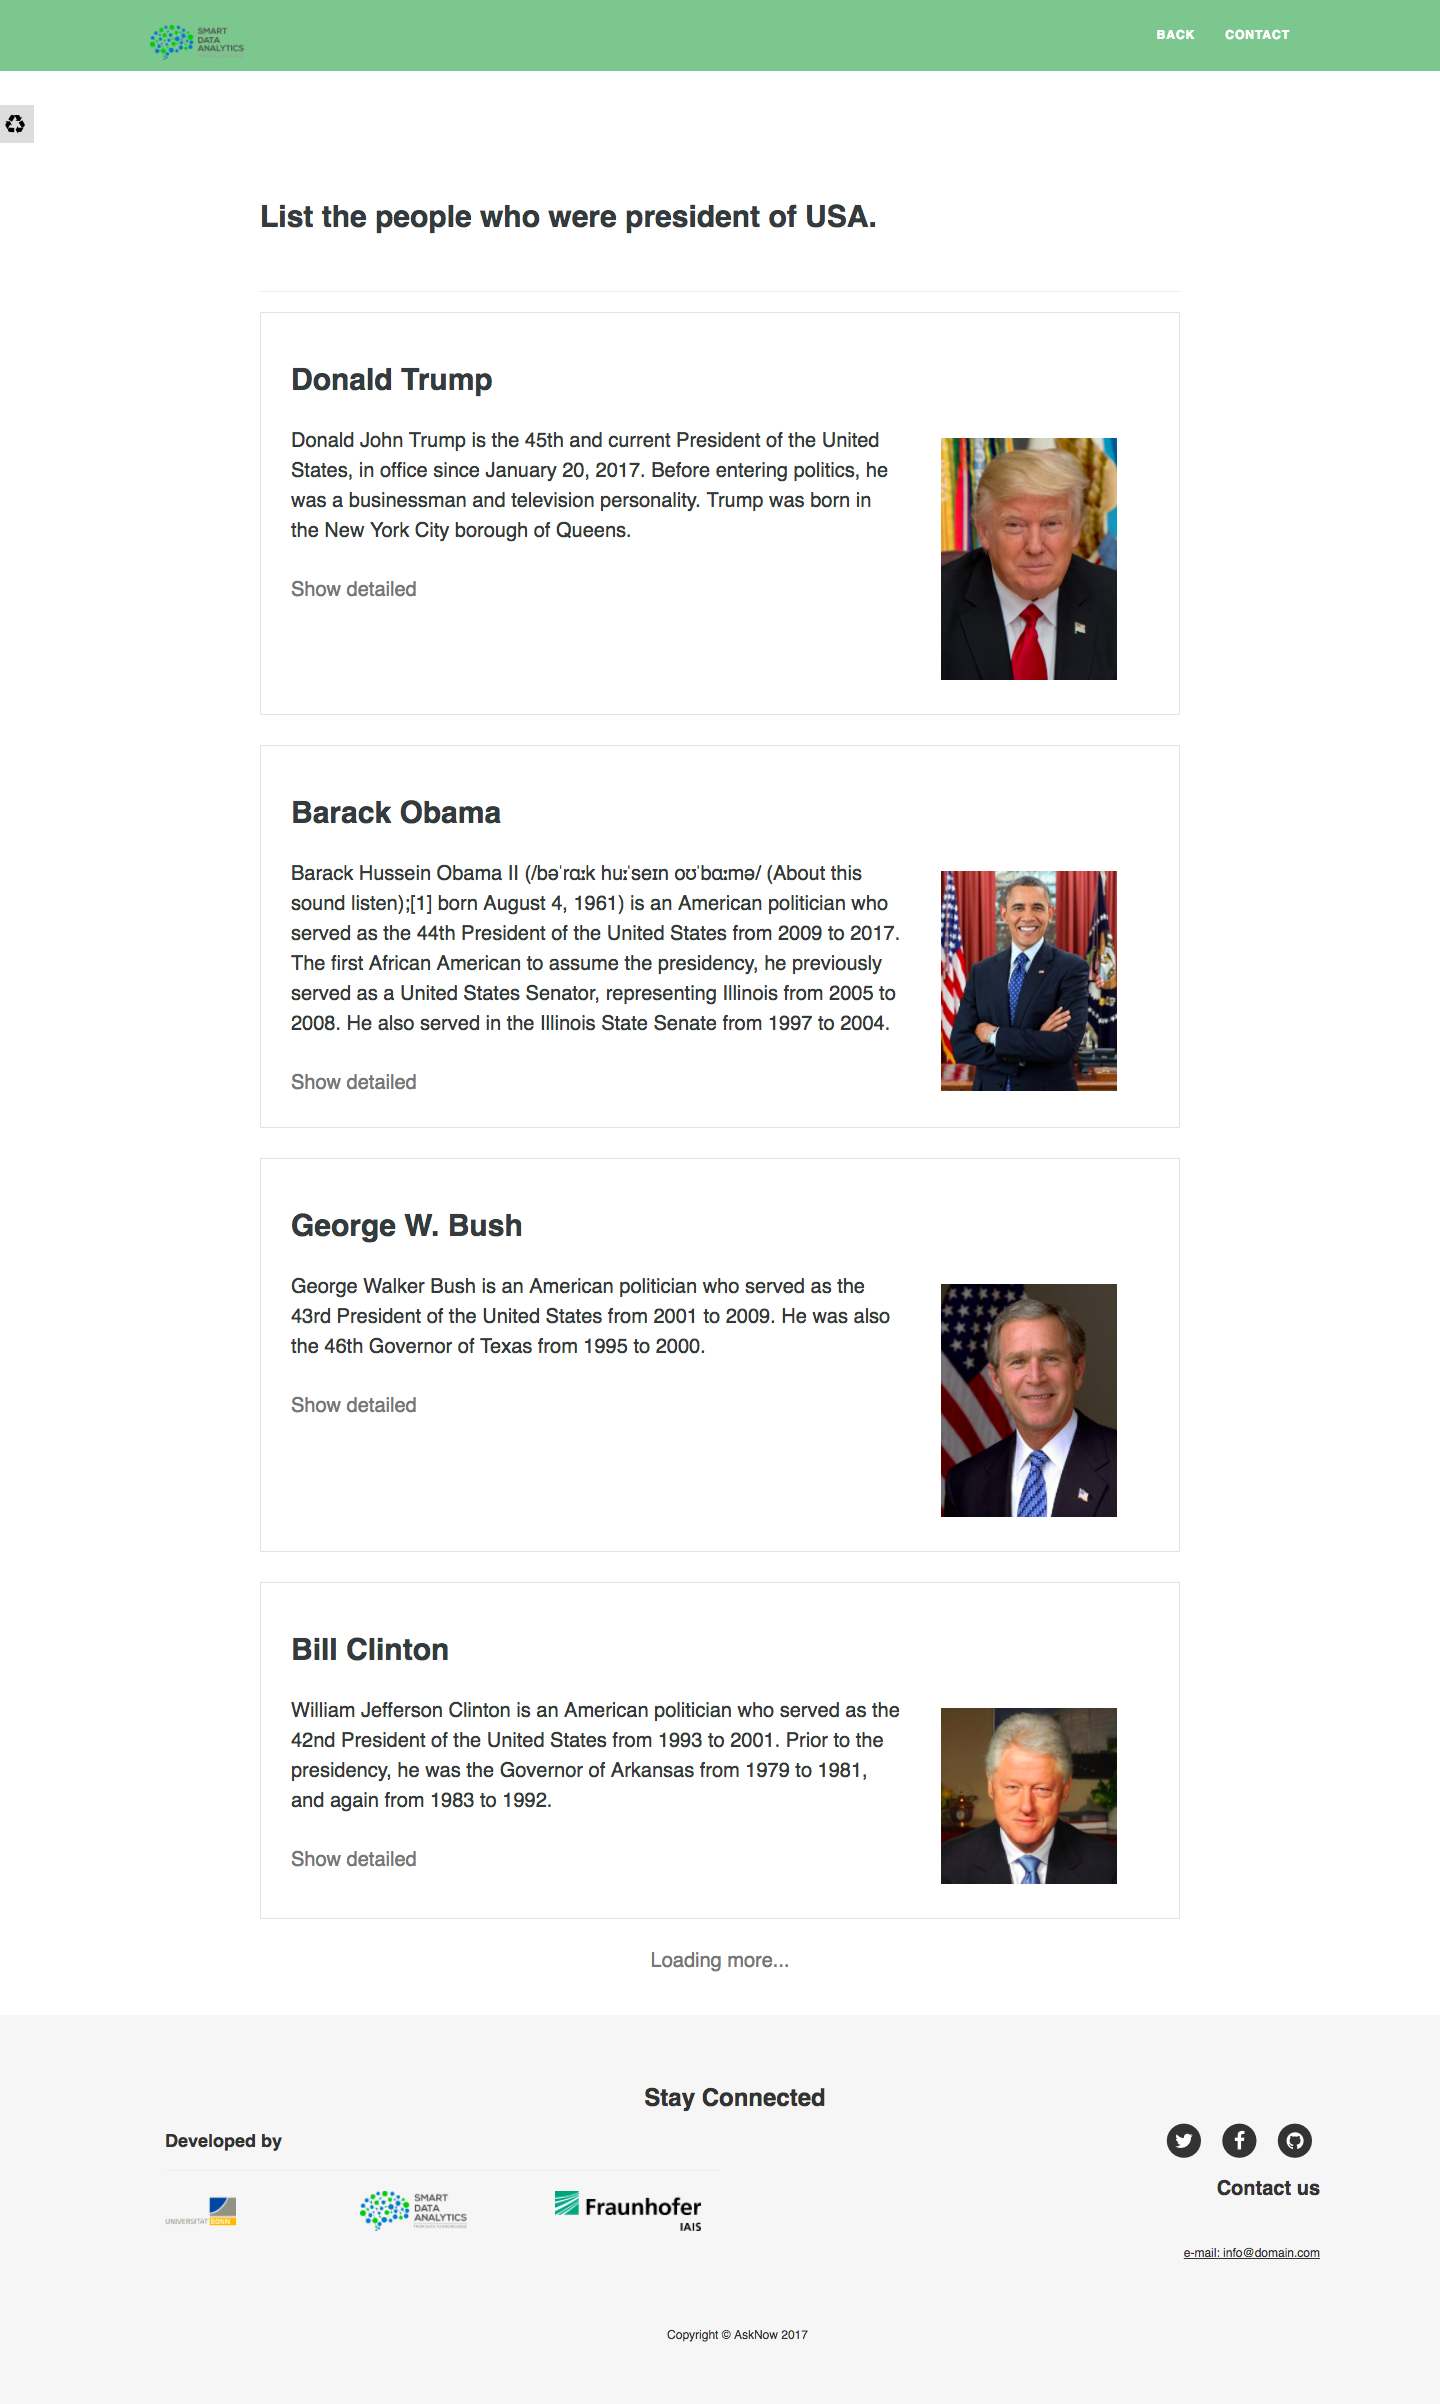 SMART
DATA
ANALYTICS
BACK
CONTACT
List the people who were president of USA.
Donald Trump
Donald John Trump is the 45th and current President of the United
States, in office since January 20, 2017. Before entering politics, he
was a businessman and television personality. Trump was born in
the New York City borough of Queens.
Show detailed
Barack Obama
Barack Hussein Obama II (/bəˈrɑːk huːˈseɪn oʊˈbɑːmə/ (About this
sound listen);[1] born August 4, 1961) is an American politician who
served as the 44th President of the United States from 2009 to 2017.
The first African American to assume the presidency, he previously
served as a United States Senator, representing Illinois from 2005 to
2008. He also served in the Illinois State Senate from 1997 to 2004.
Show detailed
George W. Bush
George Walker Bush is an American politician who served as the
43rd President of the United States from 2001 to 2009. He was also
the 46th Governor of Texas from 1995 to 2000.
Show detailed
Bill Clinton
William Jefferson Clinton is an American politician who served as the
42nd President of the United States from 1993 to 2001. Prior to the
presidency, he was the Governor of Arkansas from 1979 to 1981,
and again from 1983 to 1992.
Show detailed
Loading more...
Stay Connected
Developed by
UNIVERSITÄT BONN
SMART
DATA
ANALYTICS
Fraunhofer
IAIS
Contact us
e-mail: info@domain.com
Copyright © AskNow 2017